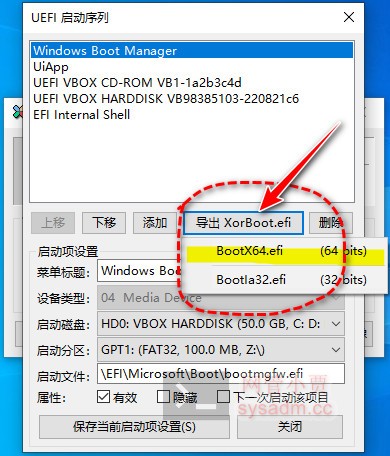 UEFI 启动序列
Windows Boot Manager
UiApp
UEFI VBOX CD-ROM VB1-1a2b3c4d
UEFI VBOX HARDDISK VB98385103-220821c6
EFI Internal Shell
上移 下移 添加 导出 XorBoot.efi 删除
BootX64.efi (64 bits)
BootIa32.efi (32 bits)
启动项设置
菜单标题: Windows Boo
设备类型: 04 Media Device
启动磁盘: HD0: VBOX HARDDISK (50.0 GB, C: D:
启动分区: GPT1: (FAT32, 100.0 MB, Z:\)
启动文件: \EFI\Microsoft\Boot\bootmgfw.efi
属性: 有效 隐藏 下一次启动该项目
保存当前启动项设置(S) 关闭
网管小贾
sysadm.cc